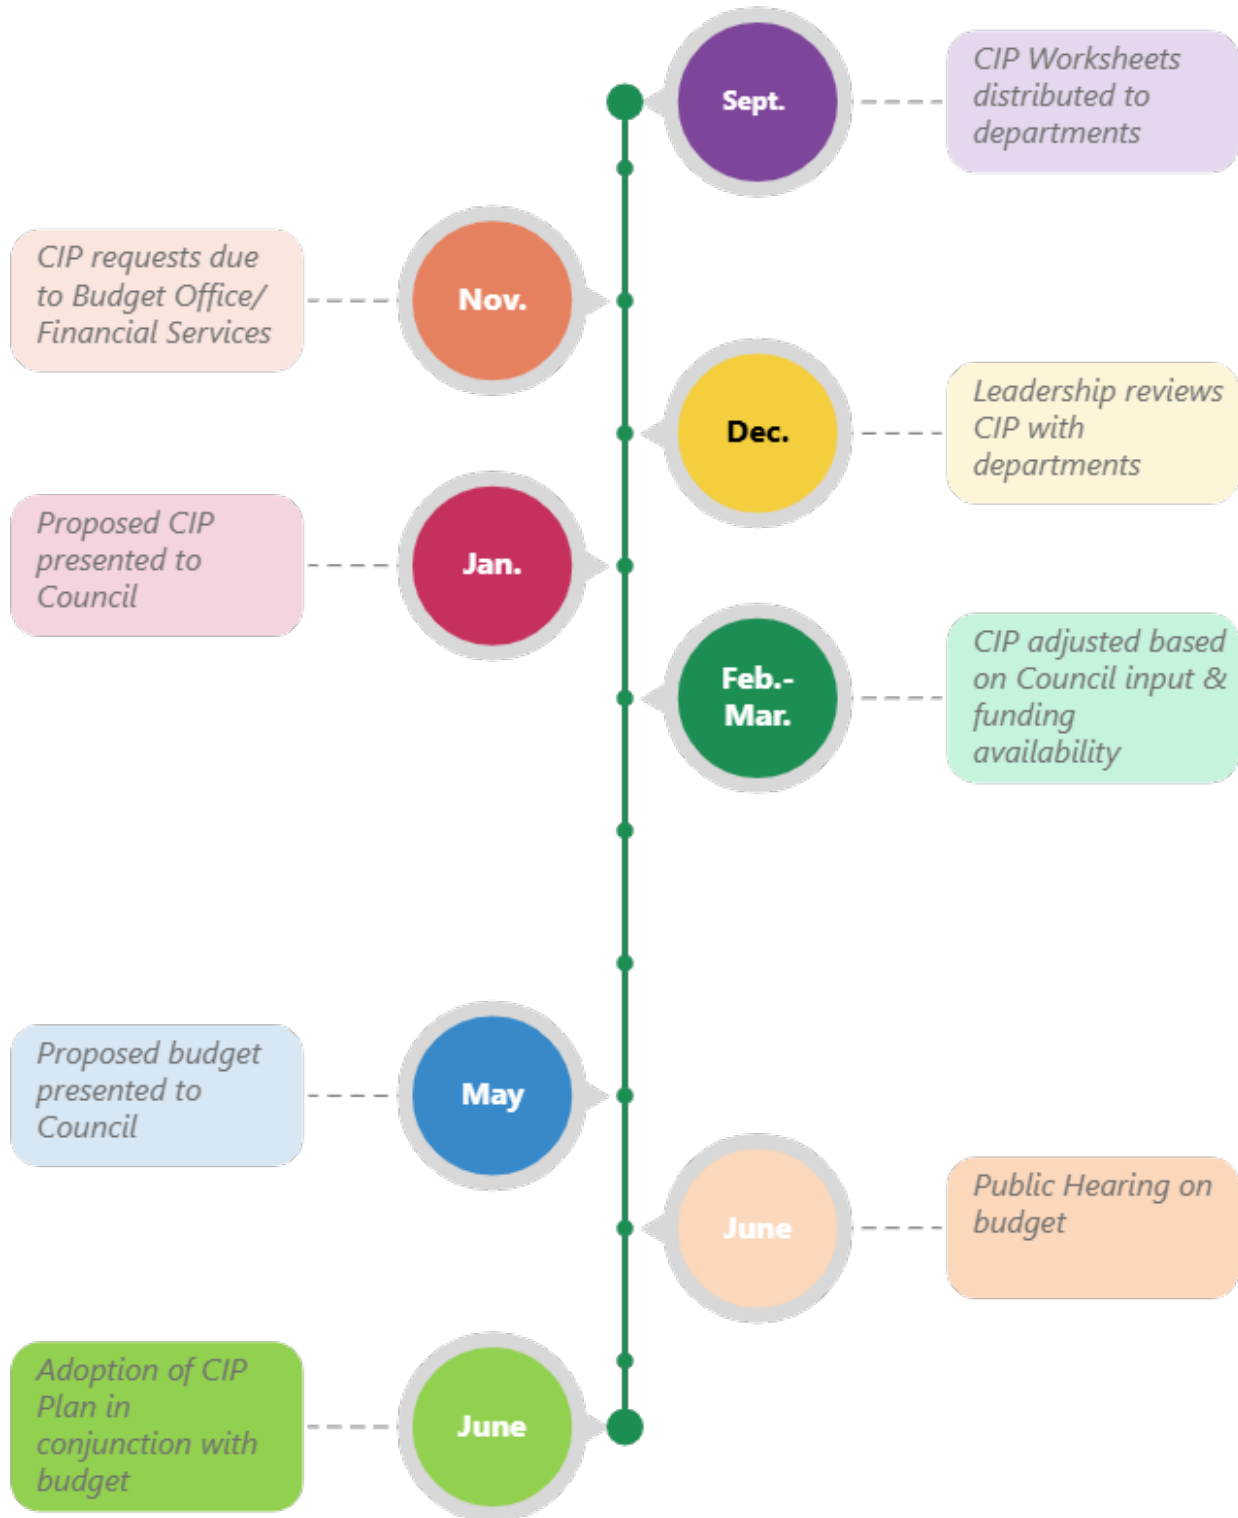 Sept.
CIP Worksheets
distributed to
departments
CIP requests due
to Budget Office/
Financial Services
Nov.
Dec.
Leadership reviews
CIP with
departments
Proposed CIP
presented to
Council
Jan.
Feb.-
Mar.
CIP adjusted based
on Council input &
funding
availability
Proposed budget
presented to
Council
May
June
Public Hearing on
budget
Adoption of CIP
Plan in
conjunction with
budget
June